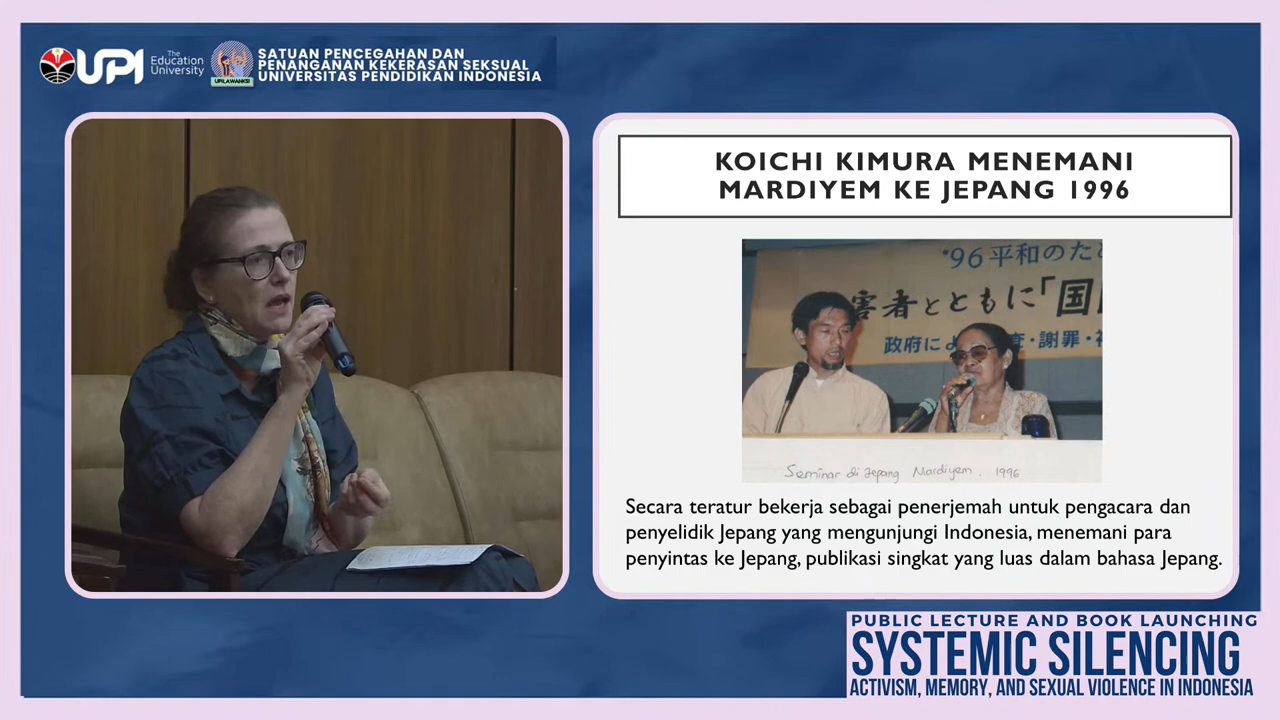 UPI
The
Education
University
UPILAWANKS!
SATUAN PENCEGAHAN DAN
PENANGANAN KEKERASAN SEKSUAL
UNIVERSITAS PENDIDIKAN INDONESIA
KOICHI KIMURA MENEMANI
MARDIYEM KE JEPANG 1996
'96平和のた
害者とともに「国
政府によ
・謝罪・
Seminar di Jepang Mardiyem. 1996
Secara teratur bekerja sebagai penerjemah untuk pengacara dan
penyelidik Jepang yang mengunjungi Indonesia, menemani para
penyintas ke Jepang, publikasi singkat yang luas dalam bahasa Jepang.
PUBLIC LECTURE AND BOOK LAUNCHING
SYSTEMIC SILENCING
ACTIVISM, MEMORY, AND SEXUAL VIOLENCE IN INDONESIA